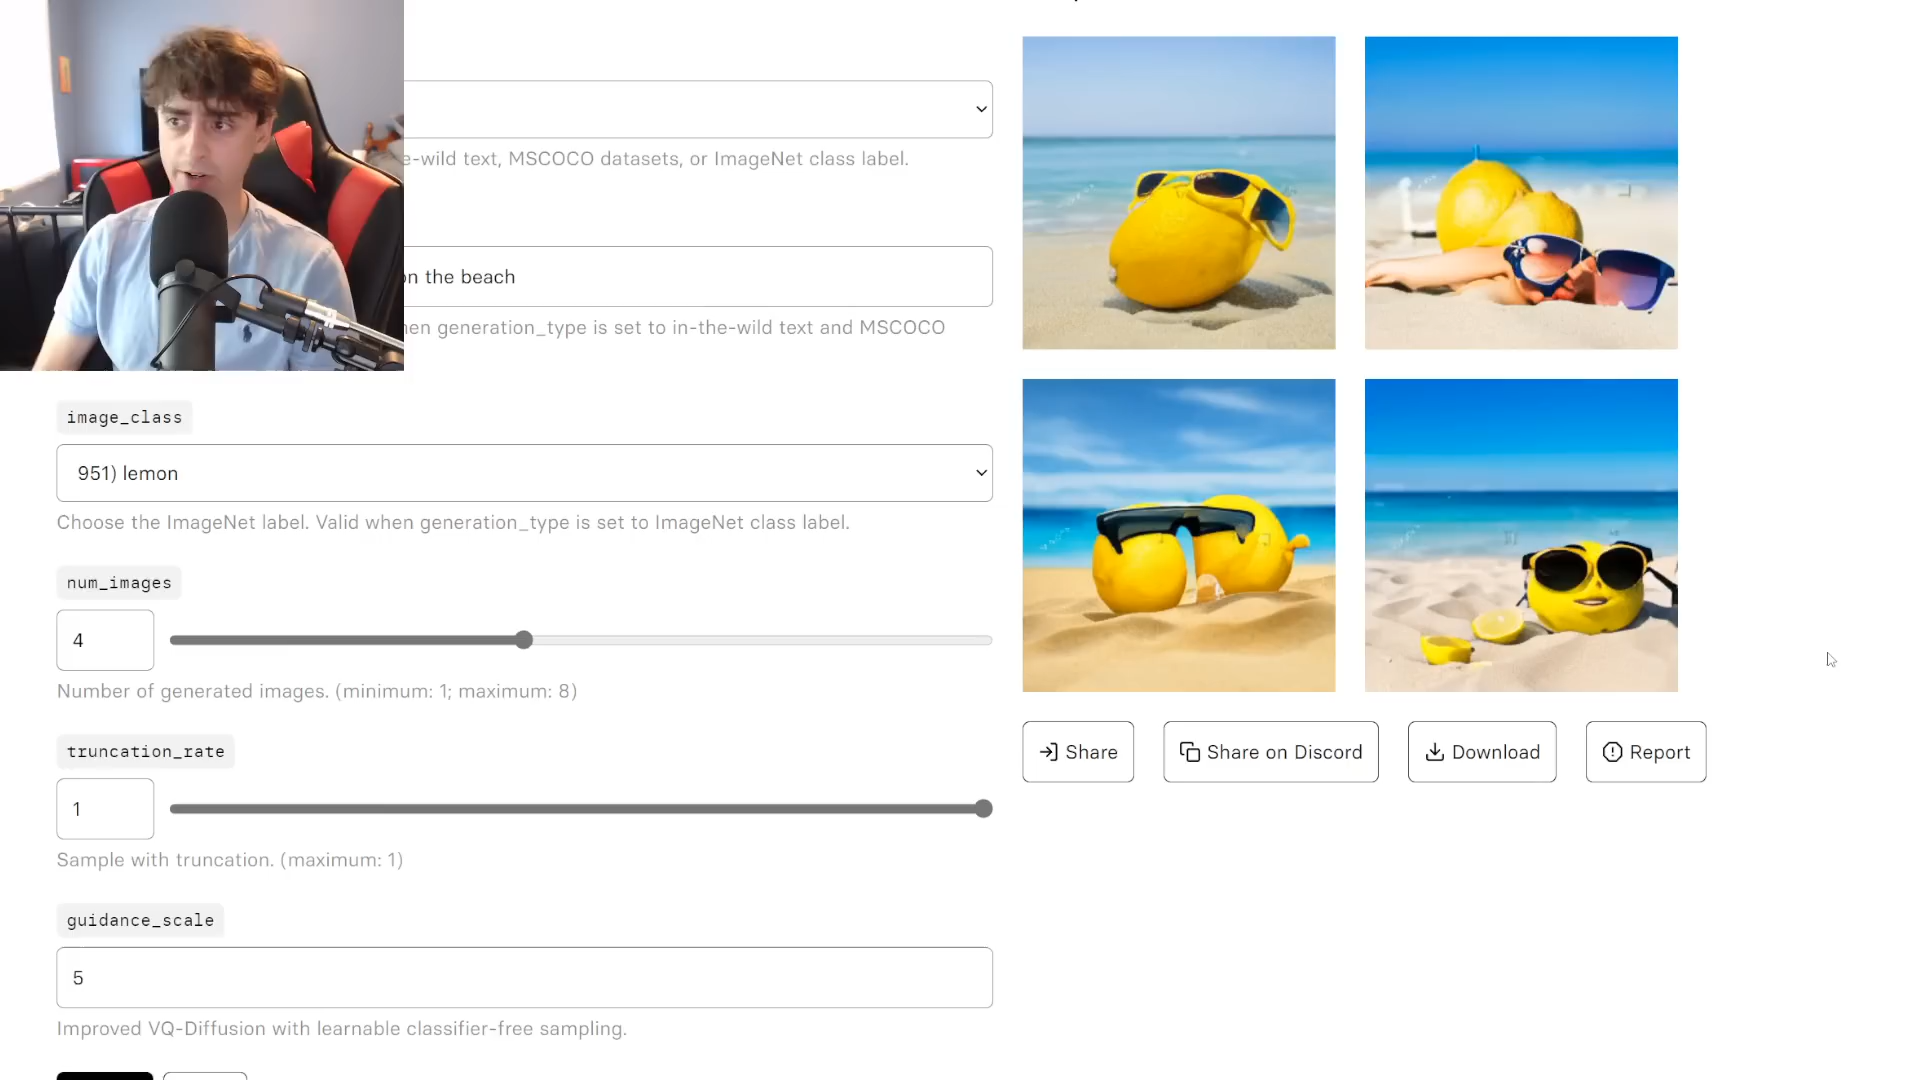 e-wild text, MSCOCO datasets, or ImageNet class label.
on the beach
en generation_type is set to in-the-wild text and MSCOCO
image_class
951) lemon
Choose the ImageNet label. Valid when generation_type is set to ImageNet class label.
num_images
4
Number of generated images. (minimum: 1; maximum: 8)
truncation_rate
1
Sample with truncation. (maximum: 1)
guidance_scale
5
Improved VQ-Diffusion with learnable classifier-free sampling.
Share
Share on Discord
Download
Report